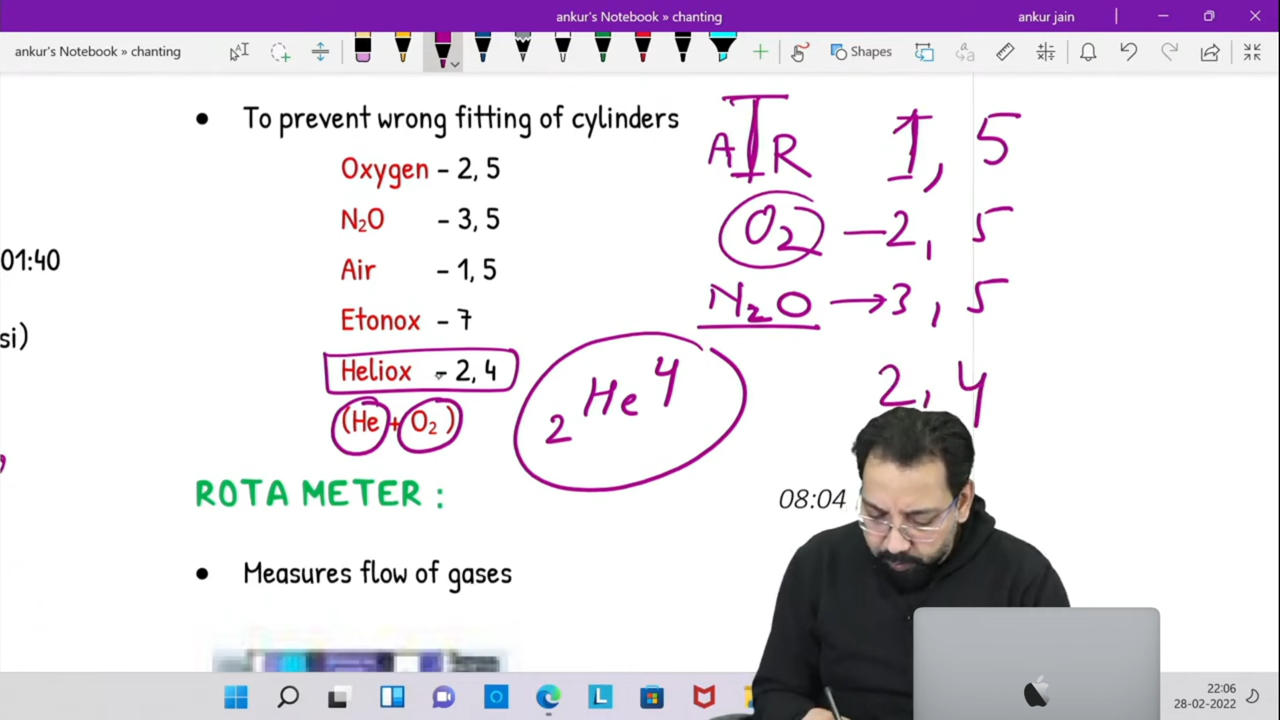 ankur's Notebook » chanting
ankur jain
ankur's Notebook » chanting
Shapes
• To prevent wrong fitting of cylinders
Oxygen - 2, 5
N₂O - 3, 5
Air - 1, 5
Etonox - 7
Heliox - 2, 4
(He + O₂ )
AIR 1, 5
O₂ — 2, 5
N₂O → 3, 5
2, 4
₂He⁴
01:40
si)
ROTA METER :
08:04
• Measures flow of gases
22:06
28-02-2022